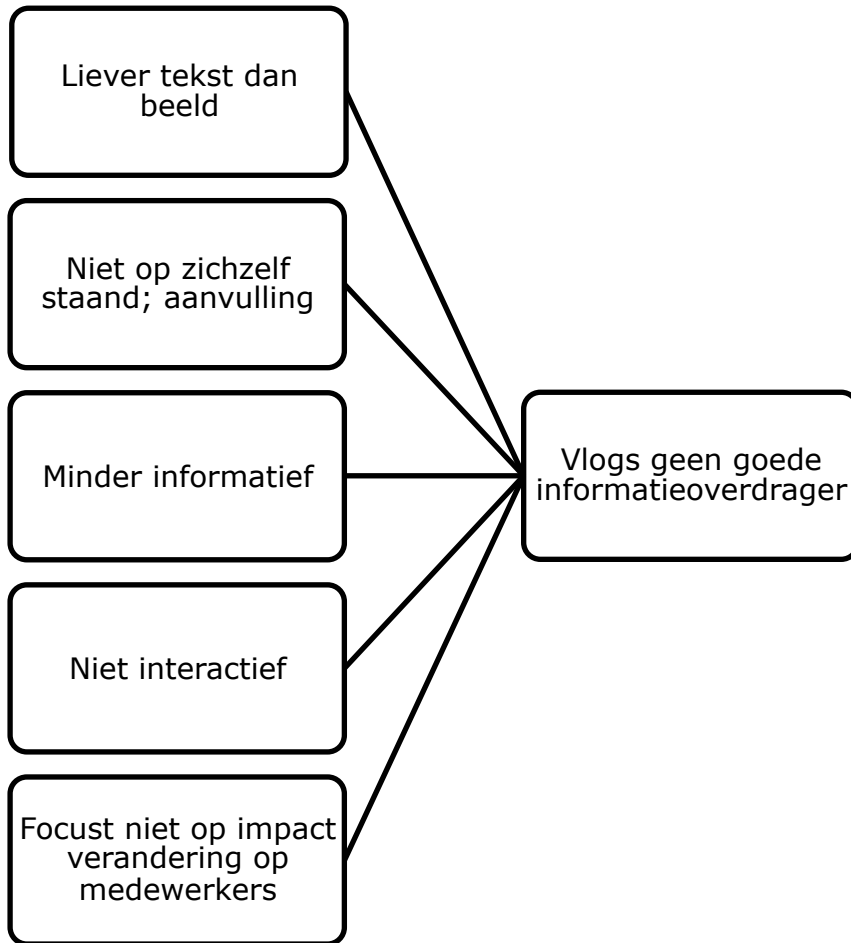 Liever tekst dan
beeld
Niet op zichzelf
staand; aanvulling
Minder informatief
Niet interactief
Focust niet op impact
verandering op
medewerkers
Vlogs geen goede
informatieoverdrager